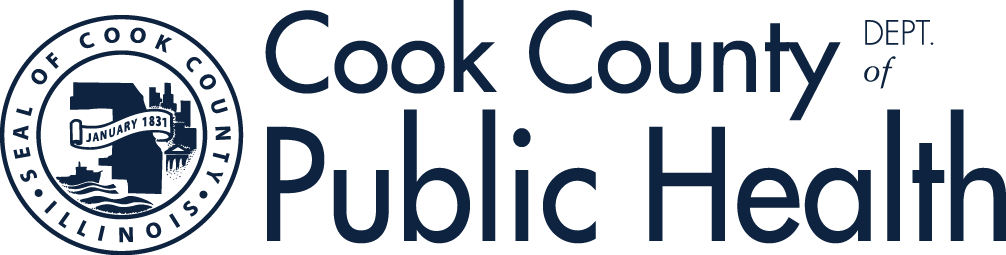 SEAL OF COOK COUNTY
• ILLINOIS •
JANUARY 1831
Cook County DEPT.
of
Public Health